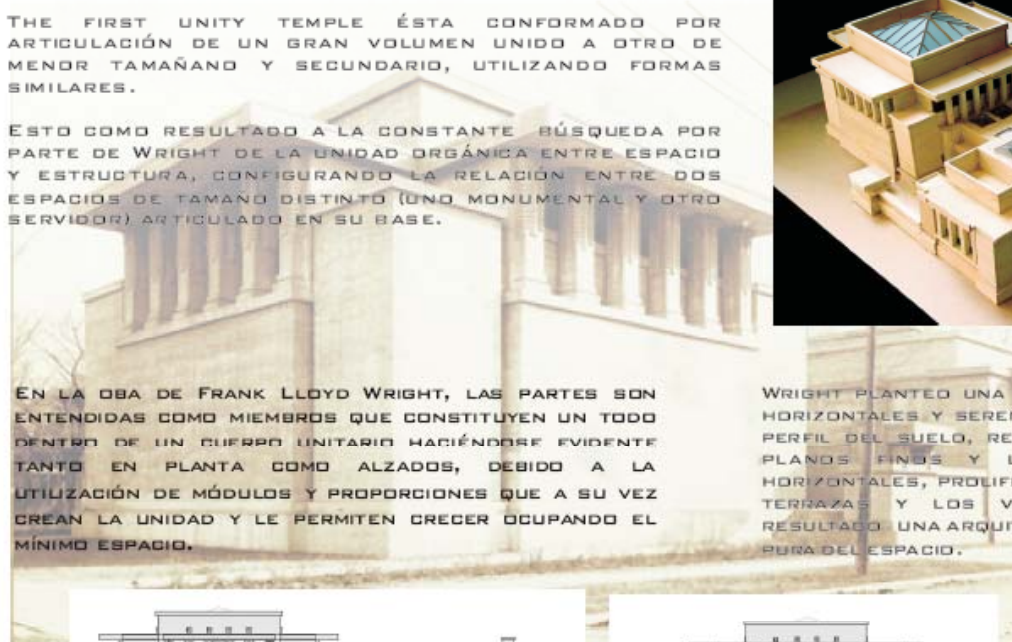 THE FIRST UNITY TEMPLE ÉSTA CONFORMADO POR
ARTICULACIÓN DE UN GRAN VOLUMEN UNIDO A OTRO DE
MENOR TAMAÑANO Y SECUNDARIO, UTILIZANDO FORMAS
SIMILARES.
ESTO COMO RESULTADO A LA CONSTANTE BÚSQUEDA POR
PARTE DE WRIGHT DE LA UNIDAD ORGÁNICA ENTRE ESPACIO
Y ESTRUCTURA, CONFIGURANDO LA RELACIÓN ENTRE DOS
ESPACIOS DE TAMANO DISTINTO (UNO MONUMENTAL Y OTRO
SERVIDOR) ARTICULADO EN SU BASE.
EN LA OBA DE FRANK LLOYD WRIGHT, LAS PARTES SON
ENTENDIDAS COMO MIEMBROS QUE CONSTITUYEN UN TODO
DENTRO DE UN CUERPO UNITARIO HACIÉNDOSE EVIDENTE
TANTO EN PLANTA COMO ALZADOS, DEBIDO A LA
UTILIZACIÓN DE MÓDULOS Y PROPORCIONES QUE A SU VEZ
CREAN LA UNIDAD Y LE PERMITEN CRECER OCUPANDO EL
MÍNIMO ESPACIO.
WRIGHT PLANTEO UNA
HORIZONTALES Y SEREN
PERFIL DEL SUELO, RE
PLANOS FINOS Y L
HORIZONTALES, PROLIF
TERRAZAS Y LOS V
RESULTADO UNA ARQUI
PURA DEL ESPACIO.